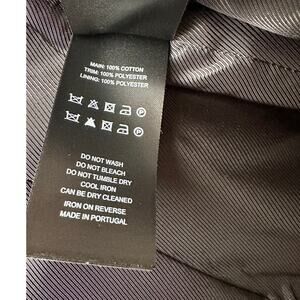 MAIN: 100% COTTON
TRIM: 100% POLYESTER
LINING: 100% POLYESTER
DO NOT WASH
DO NOT BLEACH
DO NOT TUMBLE DRY
COOL IRON
CAN BE DRY CLEANED
IRON ON REVERSE
MADE IN PORTUGAL